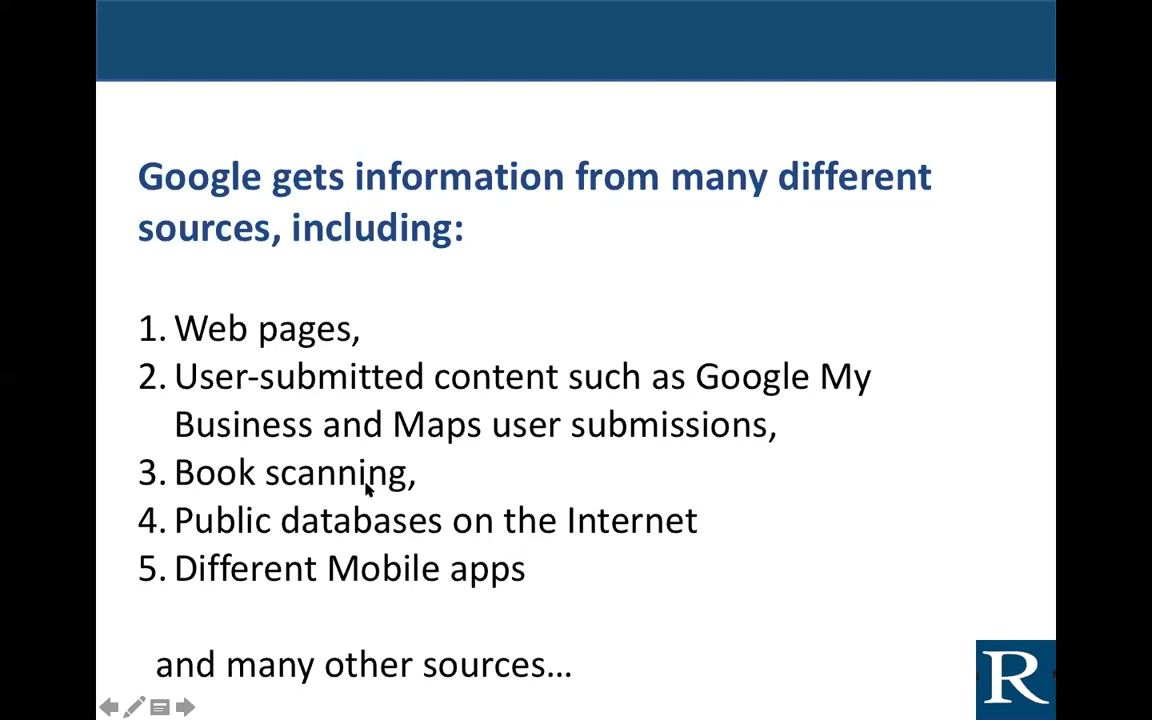 Google gets information from many different
sources, including:
1. Web pages,
2. User-submitted content such as Google My
Business and Maps user submissions,
3. Book scanning,
4. Public databases on the Internet
5. Different Mobile apps
and many other sources...
R